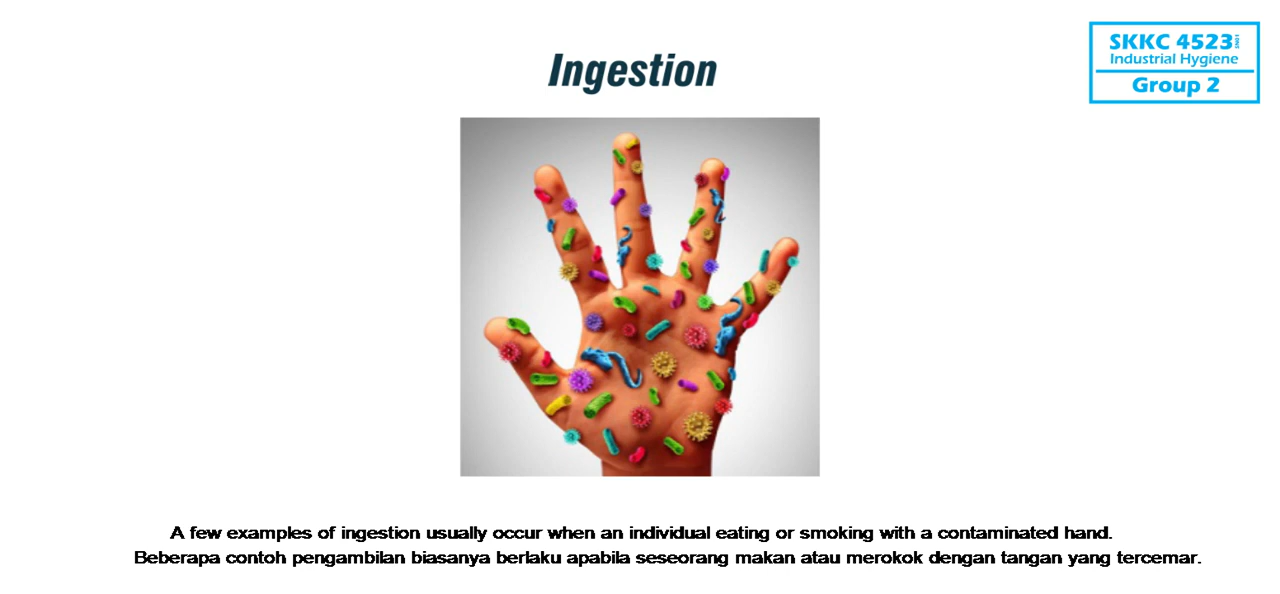 Ingestion
SKKC 4523
Industrial Hygiene
Group 2
A few examples of ingestion usually occur when an individual eating or smoking with a contaminated hand.
Beberapa contoh pengambilan biasanya berlaku apabila seseorang makan atau merokok dengan tangan yang tercemar.